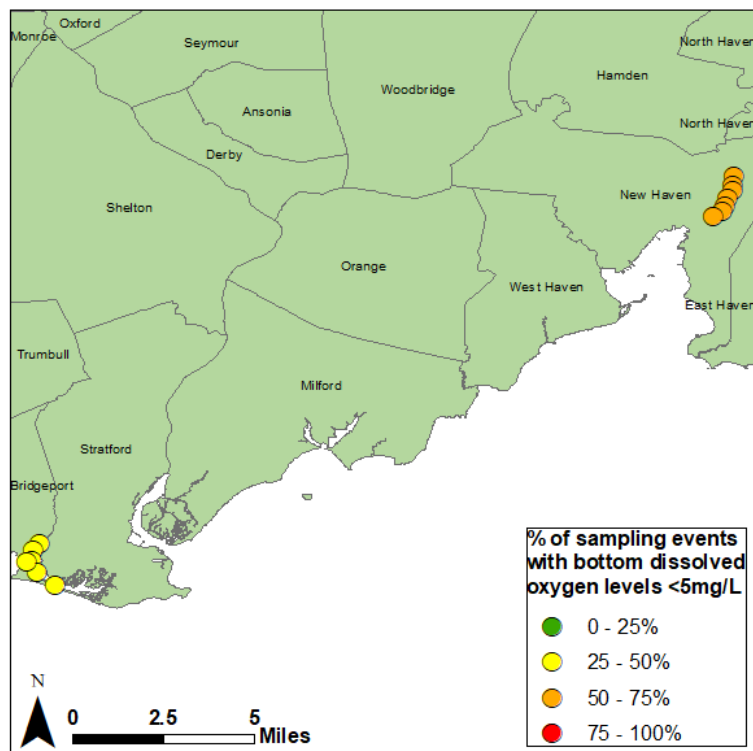 Oxford
Monroe
Seymour
North Haven
Hamden
Woodbridge
Ansonia
North Haven
Derby
New Haven
Shelton
Orange
West Haven
East Haven
Trumbull
Milford
Stratford
Bridgeport
% of sampling events
with bottom dissolved
oxygen levels <5mg/L
0 - 25%
25 - 50%
50 - 75%
75 - 100%
N
0 2.5 5
Miles